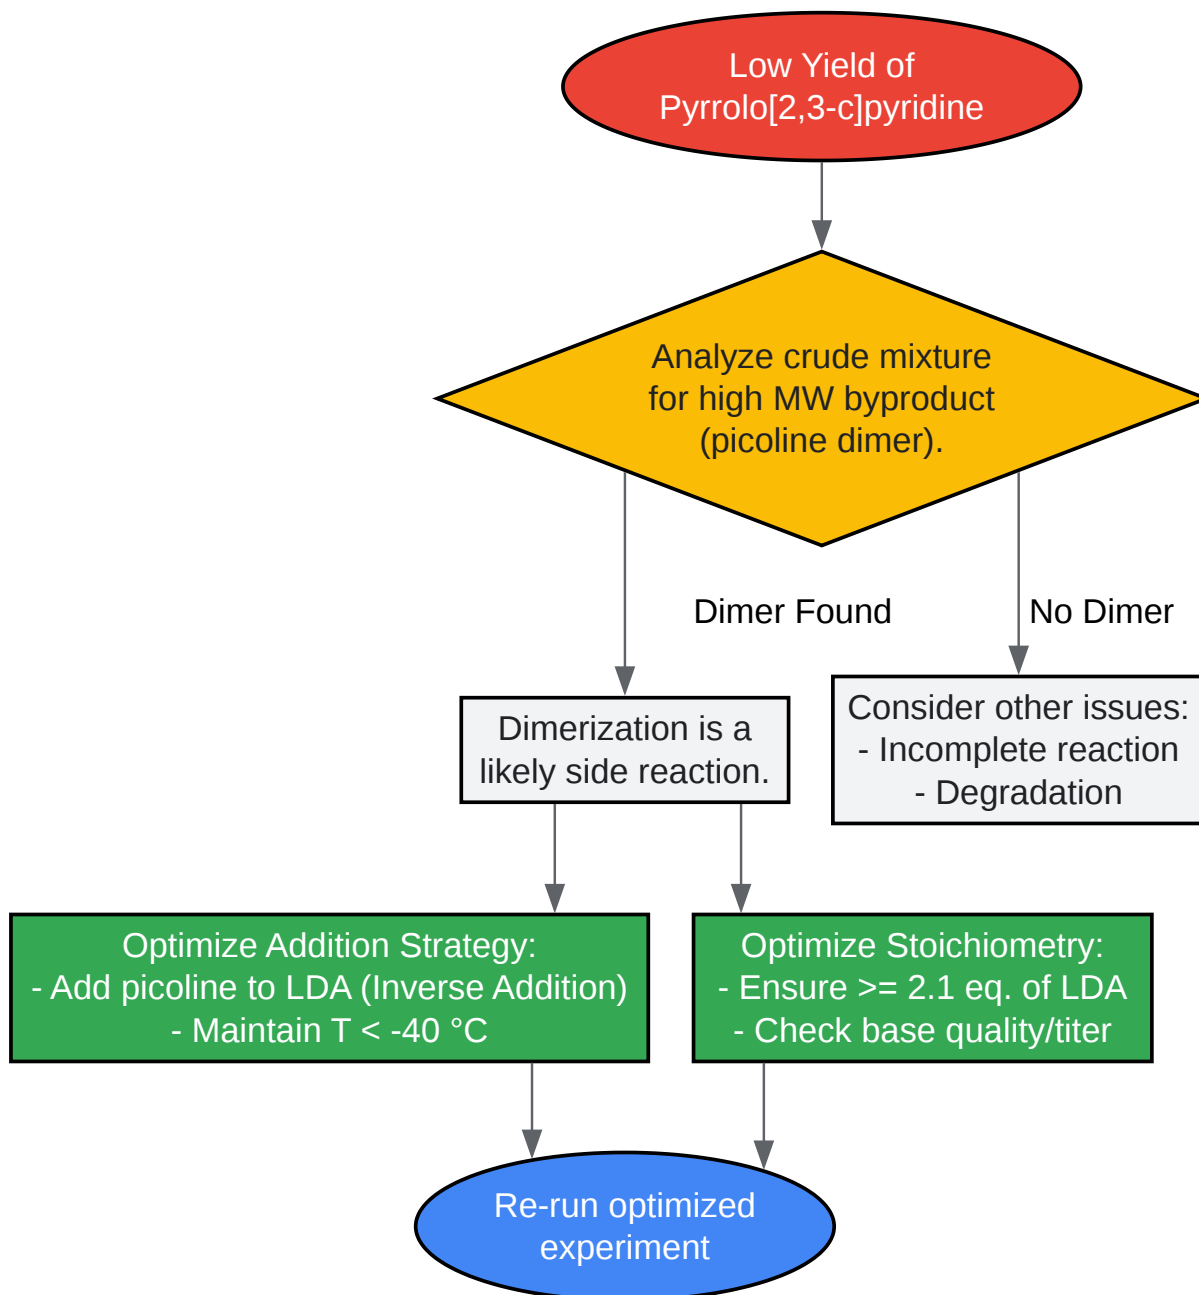 Low Yield of
Pyrrolo[2,3-c]pyridine
Analyze crude mixture
for high MW byproduct
(picoline dimer).
Dimer Found
No Dimer
Dimerization is a
likely side reaction.
Consider other issues:
- Incomplete reaction
- Degradation
Optimize Addition Strategy:
- Add picoline to LDA (Inverse Addition)
- Maintain T < -40 °C
Optimize Stoichiometry:
- Ensure >= 2.1 eq. of LDA
- Check base quality/titer
Re-run optimized
experiment